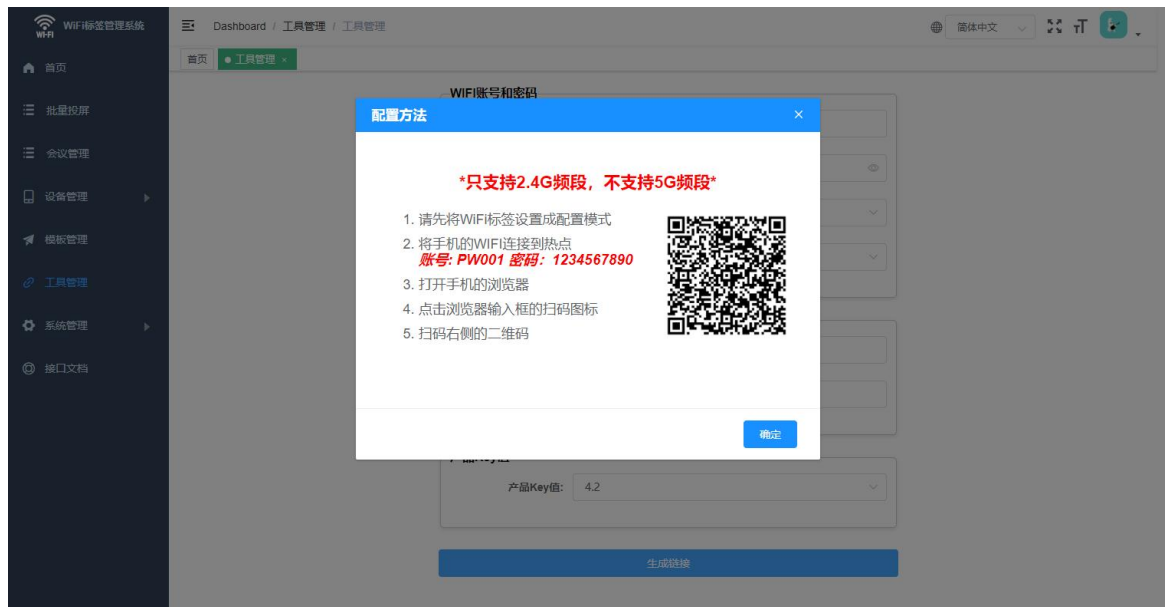 WI-FI
WiFi标签管理系统
Dashboard / 工具管理 / 工具管理
简体中文
首页
首页
工具管理 ×
批量投屏
会议管理
设备管理
模板管理
工具管理
系统管理
接口文档
WIFI账号和密码
配置方法
*只支持2.4G频段，不支持5G频段*
1. 请先将WiFi标签设置成配置模式
2. 将手机的WIFI连接到热点
账号: PW001 密码：1234567890
3. 打开手机的浏览器
4. 点击浏览器输入框的扫码图标
5. 扫码右侧的二维码
确定
产品Key值: 4.2
生成链接